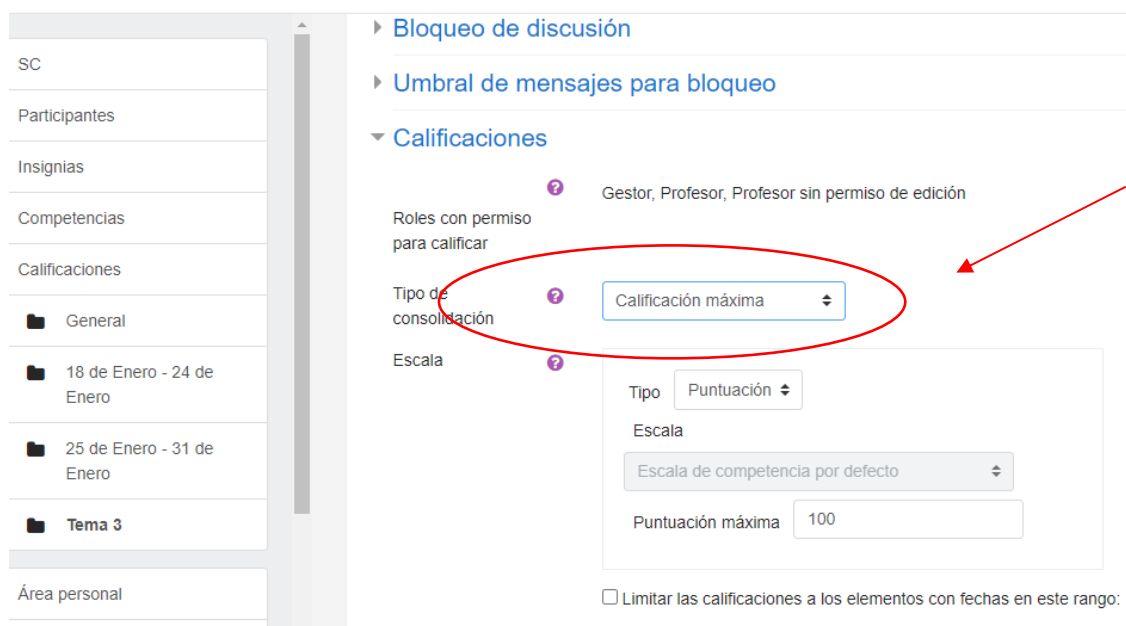 SC
Participantes
Insignias
Competencias
Calificaciones
General
18 de Enero - 24 de
Enero
25 de Enero - 31 de
Enero
Tema 3
Área personal
Bloqueo de discusión
Umbral de mensajes para bloqueo
Calificaciones
Roles con permiso
para calificar
Gestor, Profesor, Profesor sin permiso de edición
Tipo de
consolidación
Calificación máxima
Escala
Tipo Puntuación
Escala
Escala de competencia por defecto
Puntuación máxima 100
Limitar las calificaciones a los elementos con fechas en este rango: